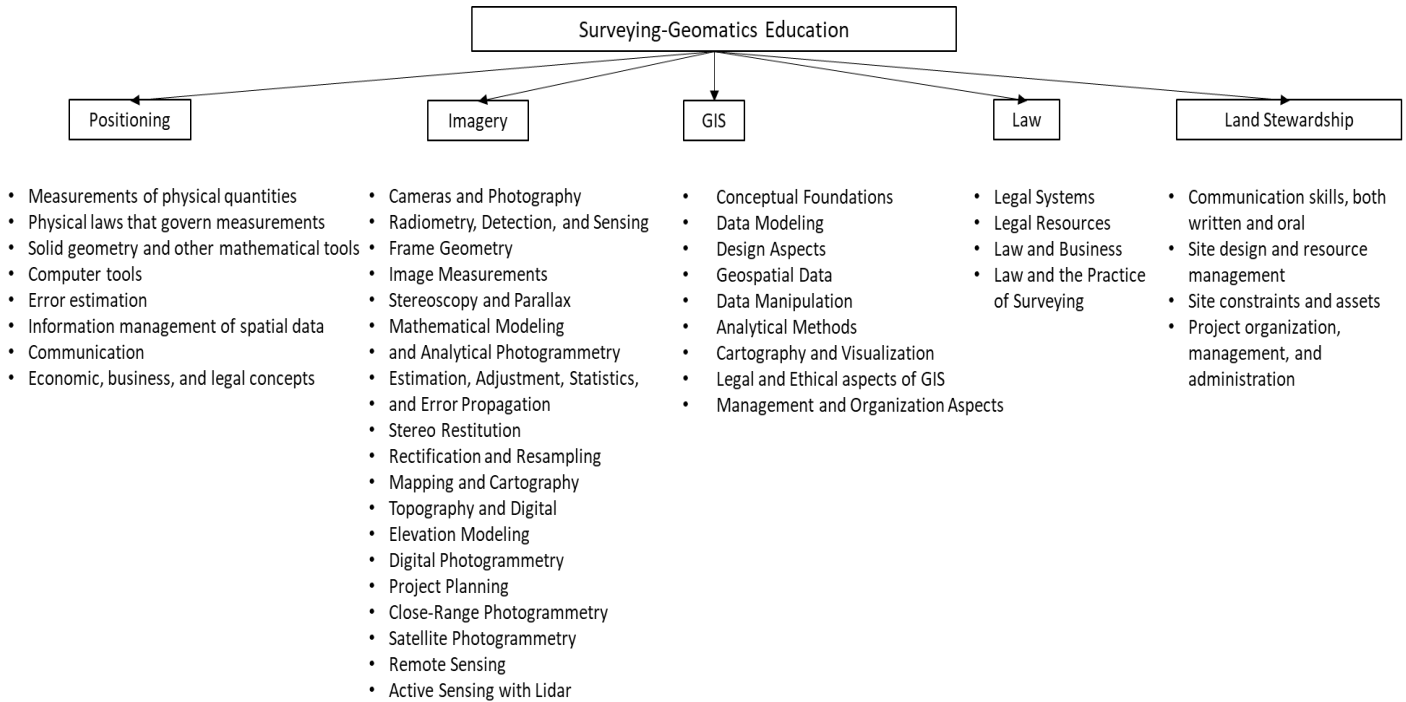 Surveying-Geomatics Education
Positioning
Imagery
GIS
Law
Land Stewardship
• Measurements of physical quantities
• Physical laws that govern measurements
• Solid geometry and other mathematical tools
• Computer tools
• Error estimation
• Information management of spatial data
• Communication
• Economic, business, and legal concepts
• Cameras and Photography
• Radiometry, Detection, and Sensing
• Frame Geometry
• Image Measurements
• Stereoscopy and Parallax
• Mathematical Modeling
• and Analytical Photogrammetry
• Estimation, Adjustment, Statistics,
• and Error Propagation
• Stereo Restitution
• Rectification and Resampling
• Mapping and Cartography
• Topography and Digital
• Elevation Modeling
• Digital Photogrammetry
• Project Planning
• Close-Range Photogrammetry
• Satellite Photogrammetry
• Remote Sensing
• Active Sensing with Lidar
• Conceptual Foundations
• Data Modeling
• Design Aspects
• Geospatial Data
• Data Manipulation
• Analytical Methods
• Cartography and Visualization
• Legal and Ethical aspects of GIS
• Management and Organization Aspects
• Legal Systems
• Legal Resources
• Law and Business
• Law and the Practice
of Surveying
• Communication skills, both
written and oral
• Site design and resource
management
• Site constraints and assets
• Project organization,
management, and
administration